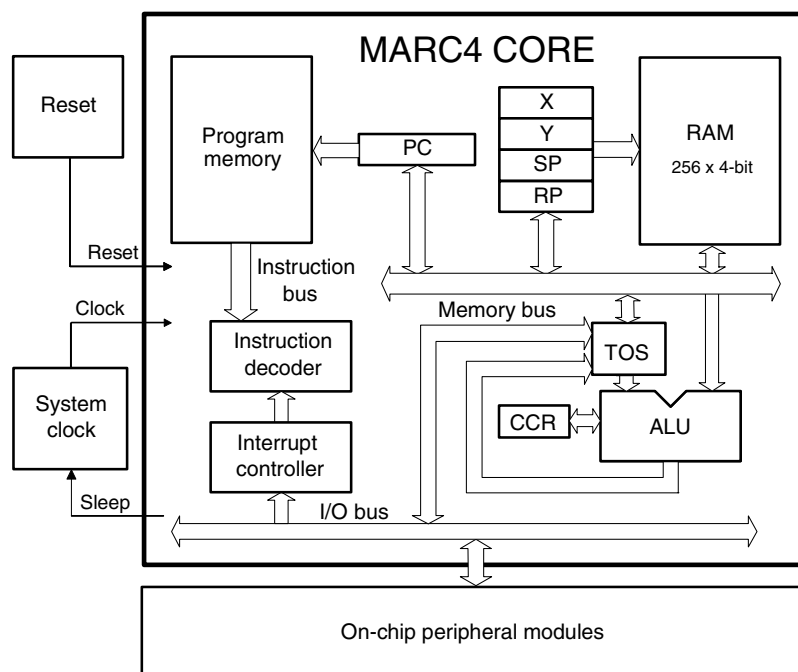 MARC4 CORE
Reset
Program
memory
PC
X
Y
SP
RP
RAM
256 x 4-bit
Reset
Instruction
bus
Clock
Memory bus
Instruction
decoder
TOS
System
clock
CCR
ALU
Interrupt
controller
Sleep
I/O bus
On-chip peripheral modules